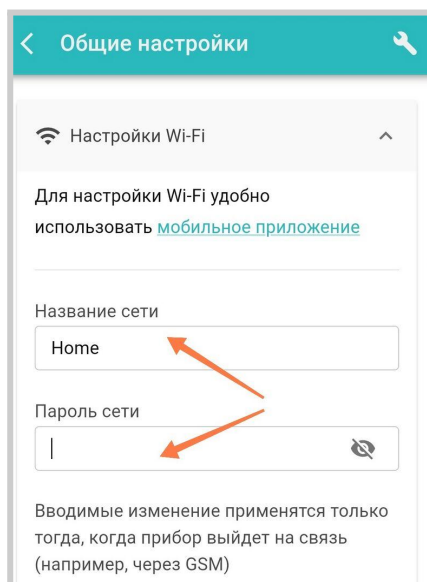 Общие настройки
Настройки Wi-Fi
Для настройки Wi-Fi удобно
использовать мобильное приложение
Название сети
Home
Пароль сети
Вводимые изменение применятся только
тогда, когда прибор выйдет на связь
(например, через GSM)